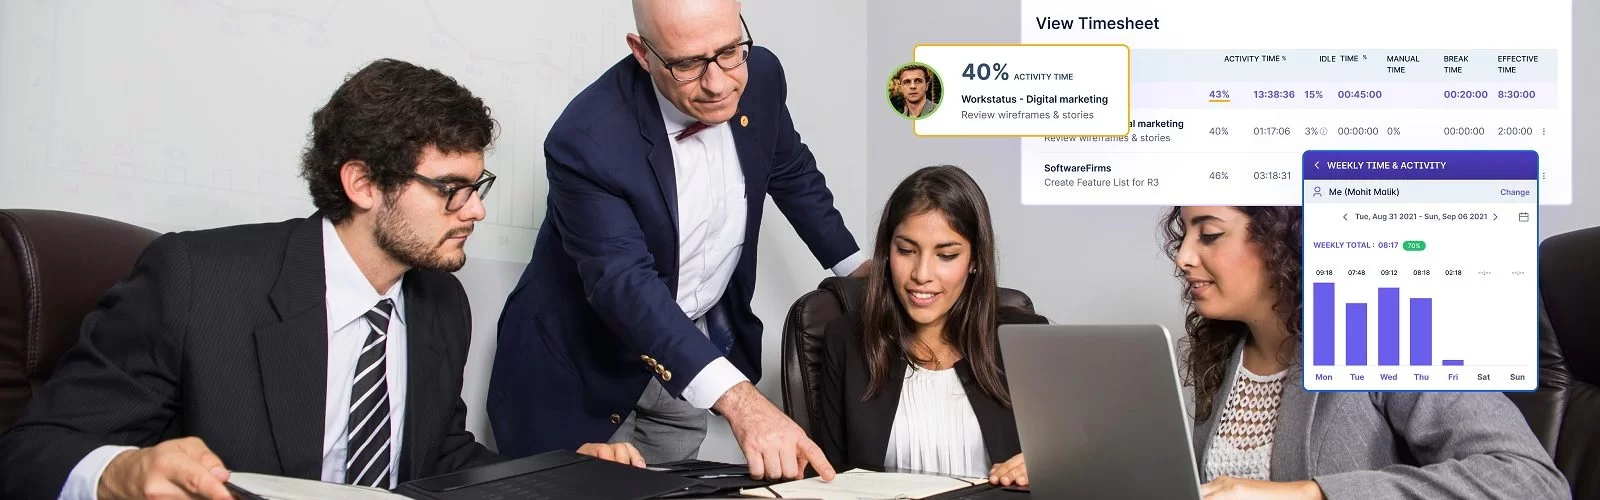 View Timesheet
ACTIVITY TIME % IDLE TIME % MANUAL TIME BREAK TIME EFFECTIVE TIME
43% 13:38:36 15% 00:45:00 00:20:00 8:30:00
al marketing
Review wireframes & stories
40% 01:17:06 3% 00:00:00 0% 00:00:00 2:00:00
SoftwareFirms
Create Feature List for R3
46% 03:18:31
40% ACTIVITY TIME
Workstatus - Digital marketing
Review wireframes & stories
WEEKLY TIME & ACTIVITY
Me (Mohit Malik) Change
Tue, Aug 31 2021 - Sun, Sep 06 2021
WEEKLY TOTAL : 08:17 70%
09:18 07:48 09:12 08:18 02:18 --:-- --:--
Mon Tue Wed Thu Fri Sat Sun